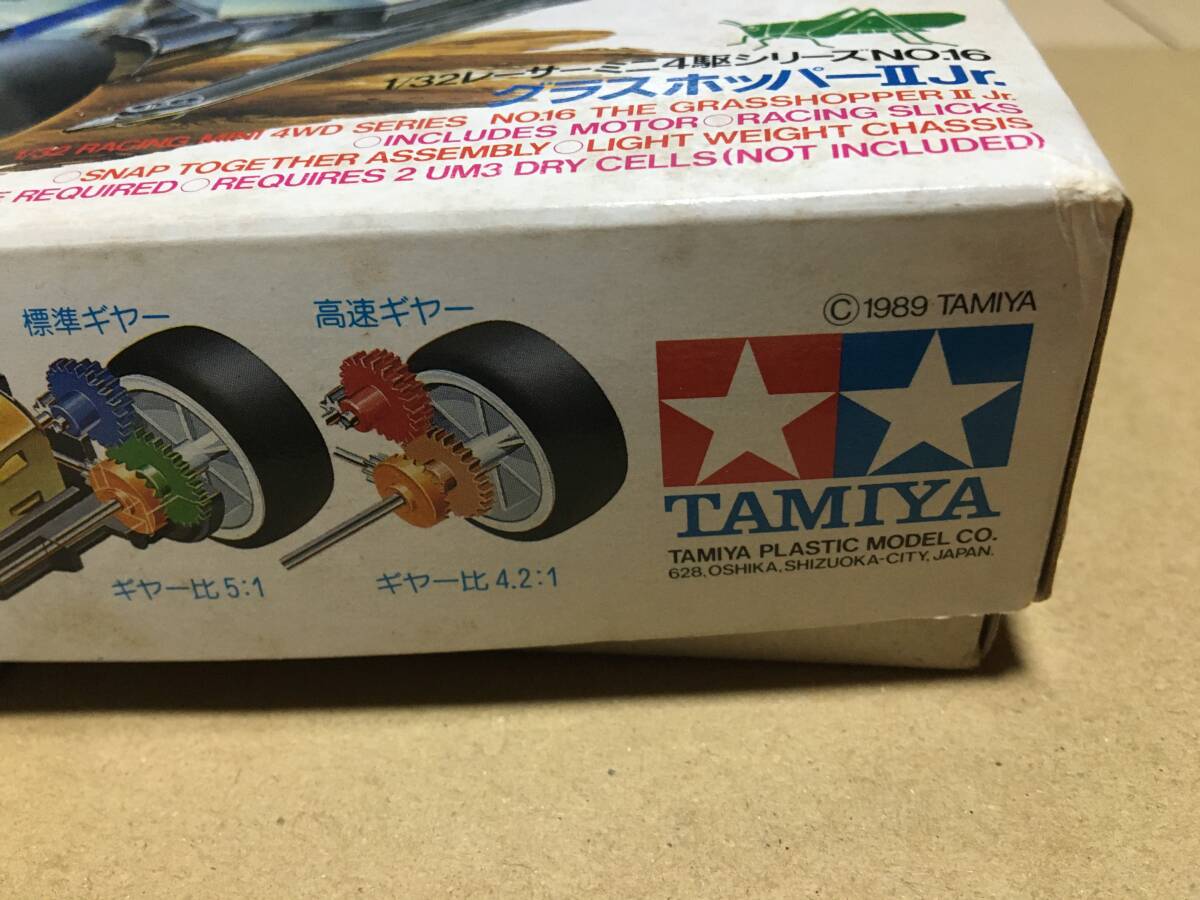 1/32レーサーミニ4駆シリーズNO.16
グラスホッパーII Jr.
1/32 RACING MINI 4WD SERIES NO.16 THE GRASSHOPPER II Jr.
○INCLUDES MOTOR○RACING SLICKS
○SNAP TOGETHER ASSEMBLY○LIGHT WEIGHT CHASSIS
REQUIRED○REQUIRES 2 UM3 DRY CELLS(NOT INCLUDED)
標準ギヤー
高速ギヤー
©1989 TAMIYA
TAMIYA
TAMIYA PLASTIC MODEL CO.
628, OSHIKA, SHIZUOKA-CITY, JAPAN.
ギヤー比 5:1
ギヤー比 4.2:1